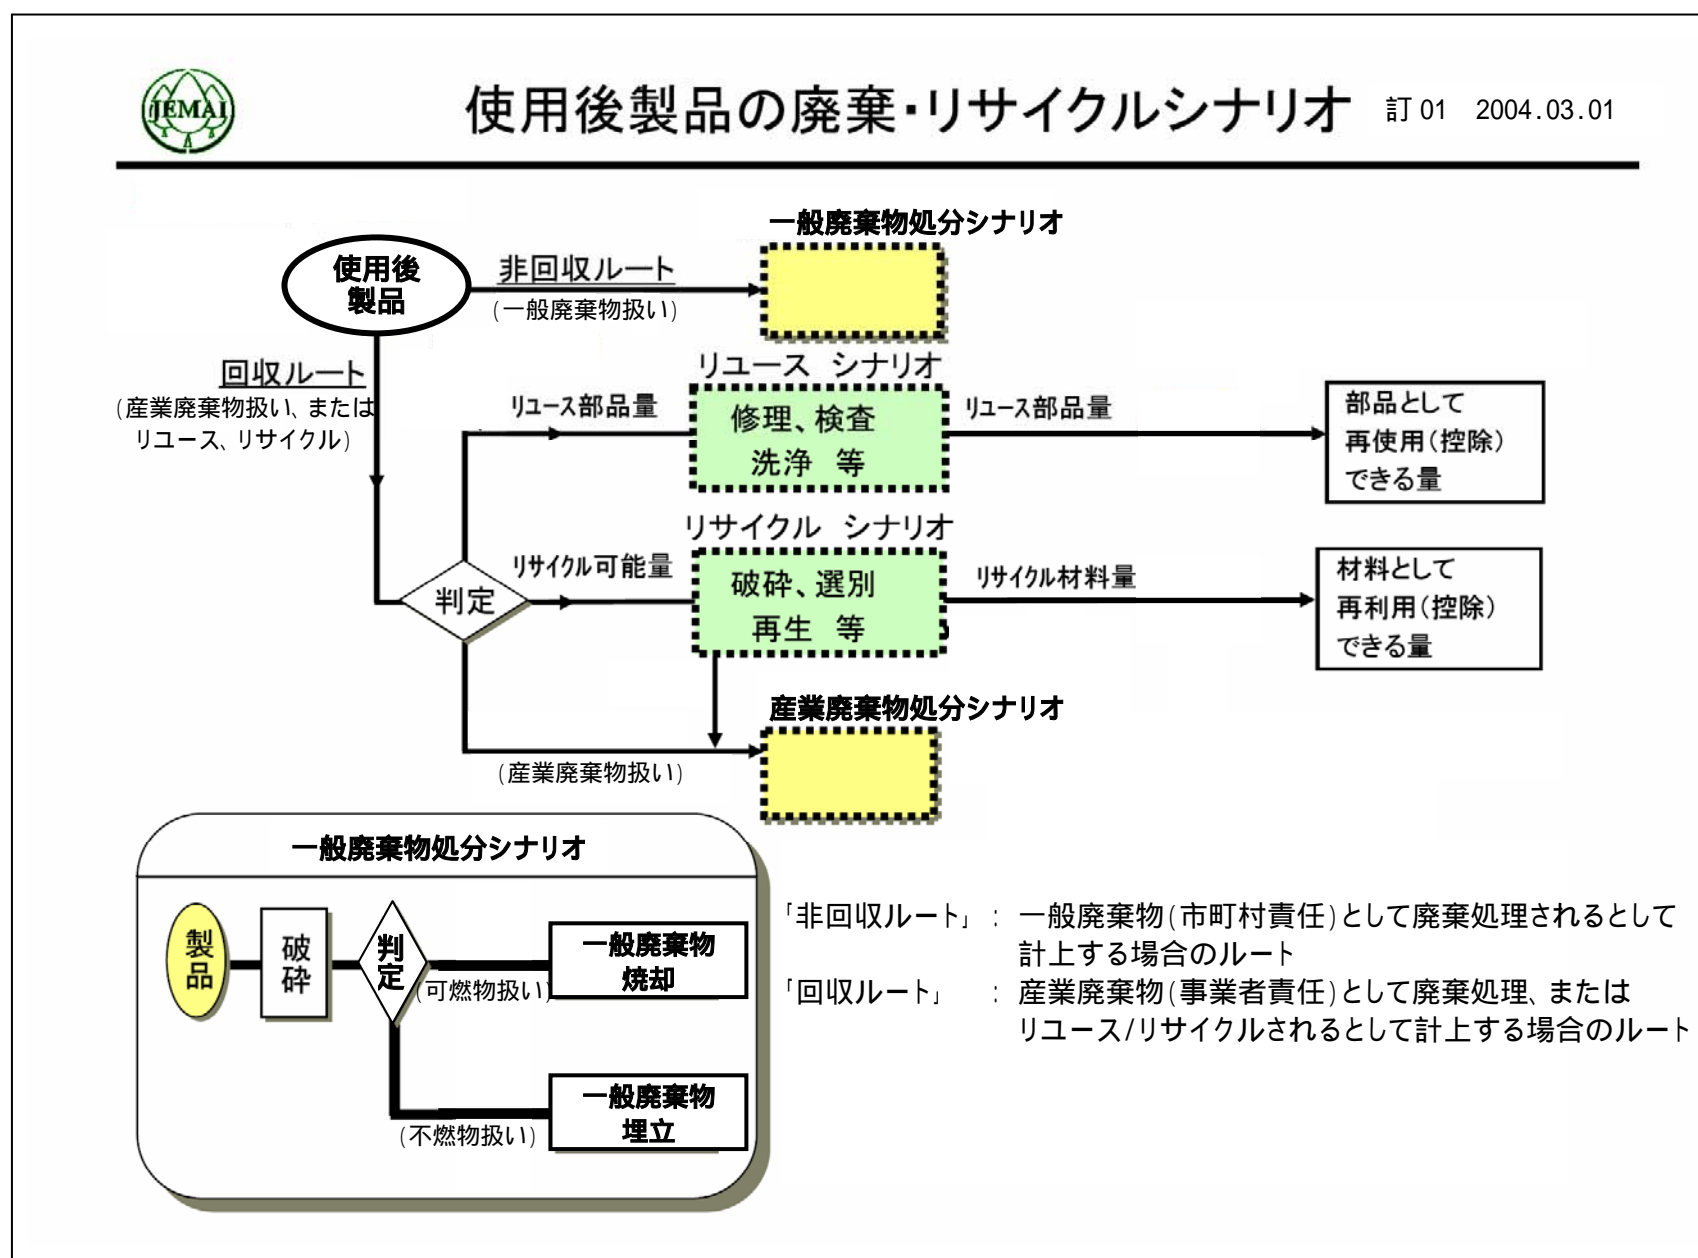 JEMAI
使用後製品の廃棄・リサイクルシナリオ 訂01 2004.03.01
一般廃棄物処分シナリオ
使用後
製品
非回収ルート
(一般廃棄物扱い)
回収ルート
(産業廃棄物扱い、または
リユース、リサイクル)
リユース シナリオ
リユース部品量
修理、検査
洗浄 等
リユース部品量
部品として
再使用(控除)
できる量
リサイクル シナリオ
判定
リサイクル可能量
破砕、選別
再生 等
リサイクル材料量
材料として
再利用(控除)
できる量
産業廃棄物処分シナリオ
(産業廃棄物扱い)
一般廃棄物処分シナリオ
製
品
破
砕
判
定
(可燃物扱い)
一般廃棄物
焼却
(不燃物扱い)
一般廃棄物
埋立
「非回収ルート」: 一般廃棄物(市町村責任)として廃棄処理されるとして
計上する場合のルート
「回収ルート」 : 産業廃棄物(事業者責任)として廃棄処理、または
リユース/リサイクルされるとして計上する場合のルート